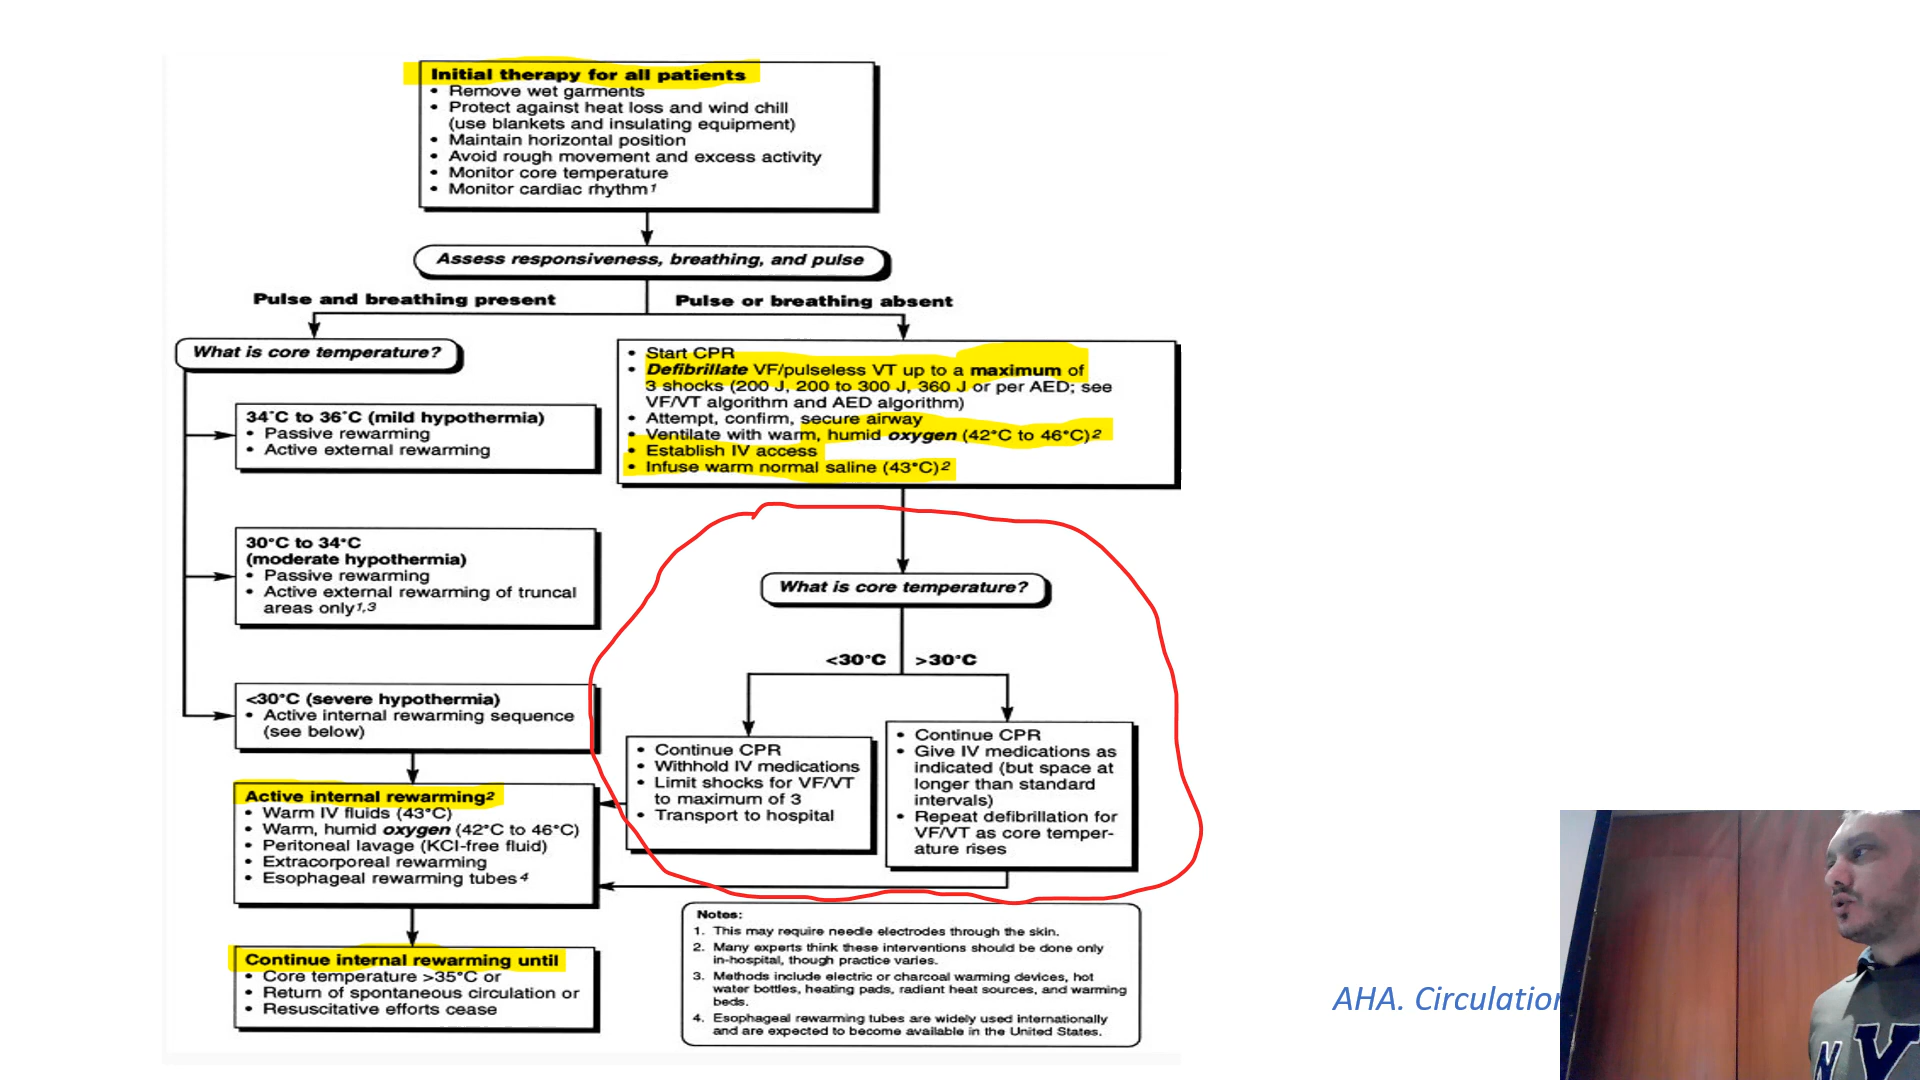 Initial therapy for all patients
• Remove wet garments
• Protect against heat loss and wind chill
(use blankets and insulating equipment)
• Maintain horizontal position
• Avoid rough movement and excess activity
• Monitor core temperature
• Monitor cardiac rhythm1
Assess responsiveness, breathing, and pulse
Pulse and breathing present
Pulse or breathing absent
What is core temperature?
34°C to 36°C (mild hypothermia)
• Passive rewarming
• Active external rewarming
30°C to 34°C
(moderate hypothermia)
• Passive rewarming
• Active external rewarming of truncal
areas only1,3
<30°C (severe hypothermia)
• Active internal rewarming sequence
(see below)
• Start CPR
• Defibrillate VF/pulseless VT up to a maximum of
3 shocks (200 J, 200 to 300 J, 360 J or per AED; see
VF/VT algorithm and AED algorithm)
• Attempt, confirm, secure airway
• Ventilate with warm, humid oxygen (42°C to 46°C)2
• Establish IV access
• Infuse warm normal saline (43°C)2
What is core temperature?
<30°C
>30°C
• Continue CPR
• Withhold IV medications
• Limit shocks for VF/VT
to maximum of 3
• Transport to hospital
• Continue CPR
• Give IV medications as
indicated (but space at
longer than standard
intervals)
• Repeat defibrillation for
VF/VT as core temper-
ature rises
Active internal rewarming2
• Warm IV fluids (43°C)
• Warm, humid oxygen (42°C to 46°C)
• Peritoneal lavage (KCl-free fluid)
• Extracorporeal rewarming
• Esophageal rewarming tubes4
Continue internal rewarming until
• Core temperature >35°C or
• Return of spontaneous circulation or
• Resuscitative efforts cease
Notes:
1. This may require needle electrodes through the skin.
2. Many experts think these interventions should be done only
in-hospital, though practice varies.
3. Methods include electric or charcoal warming devices, hot
water bottles, heating pads, radiant heat sources, and warming
beds.
4. Esophageal rewarming tubes are widely used internationally
and are expected to become available in the United States.
AHA. Circulation
NY